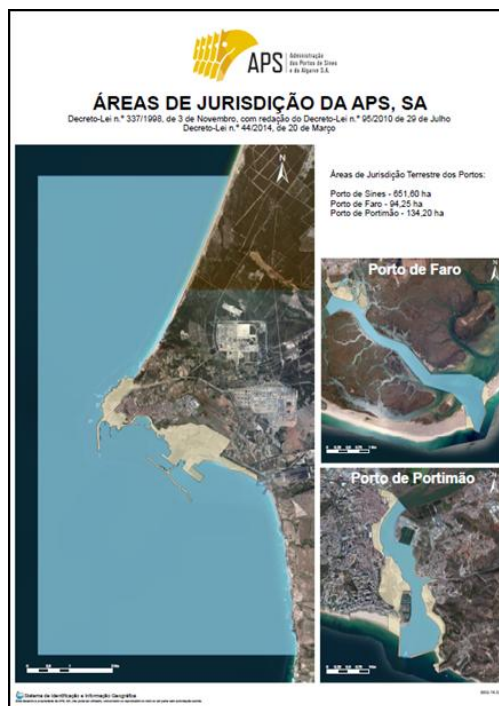 APS
Administração
dos Portos de Sines
e do Algarve S.A.
ÁREAS DE JURISDIÇÃO DA APS, SA
Decreto-Lei n.º 337/1998, de 3 de Novembro, com redação do Decreto-Lei n.º 95/2010 de 29 de Julho
Decreto-Lei n.º 44/2014, de 20 de Março
N
Áreas de Jurisdição Terrestre dos Portos:
Porto de Sines - 651,60 ha
Porto de Faro - 94,25 ha
Porto de Portimão - 134,20 ha
Porto de Faro
Porto de Portimão
Sistema de Identificação e Informação Geográfica